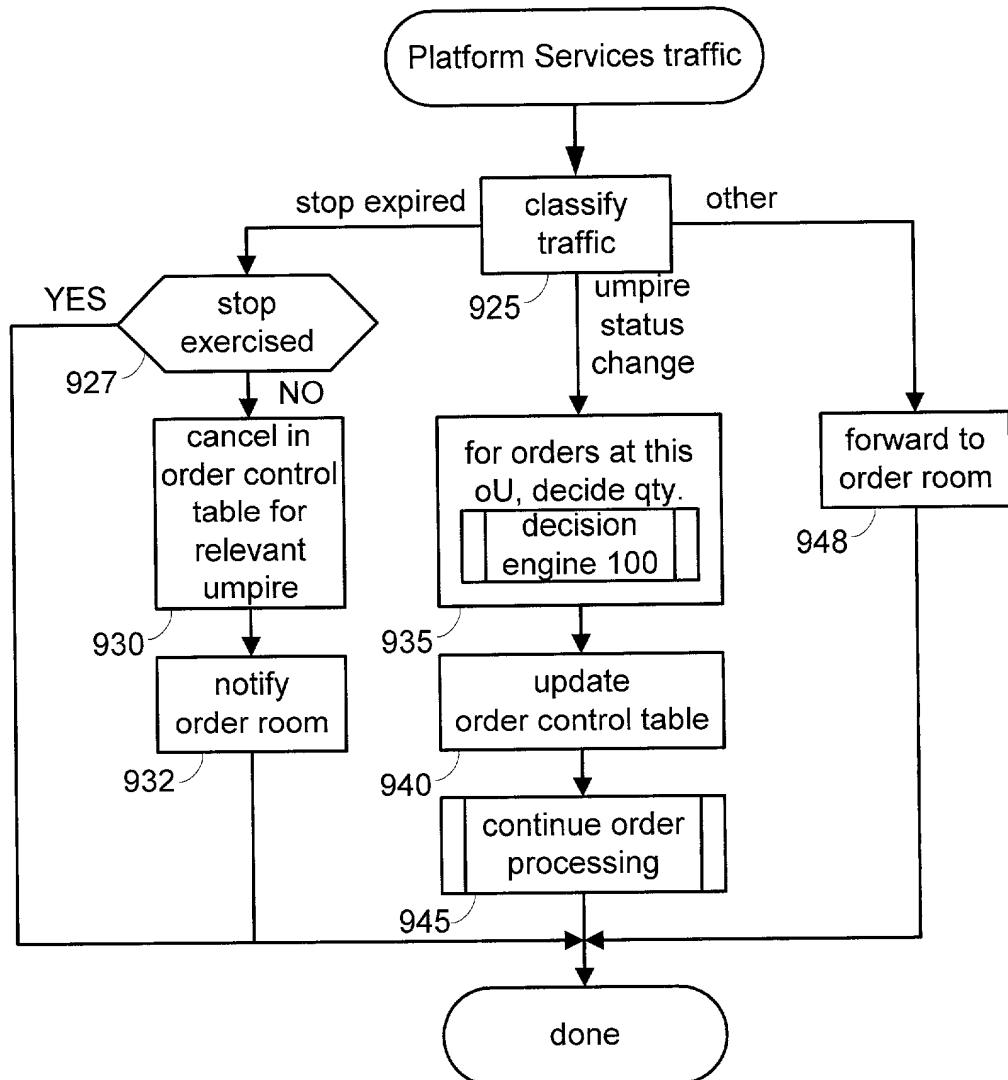 Platform Services traffic
stop expired
classify
traffic
other
925
umpire
status
change
YES
stop
exercised
927
NO
cancel in
order control
table for
relevant
umpire
930
notify
order room
932
for orders at this
oU, decide qty.
decision
engine 100
935
update
order control table
940
continue order
processing
945
forward to
order room
948
done